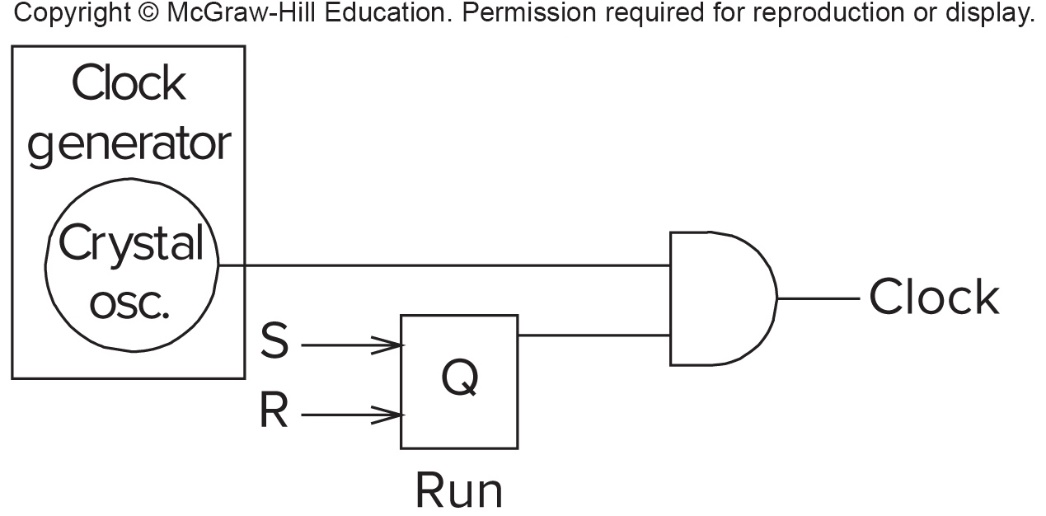 Copyright © McGraw-Hill Education. Permission required for reproduction or display.
Clock
generator
Crystal
osc.
S
R
Q
Run
Clock